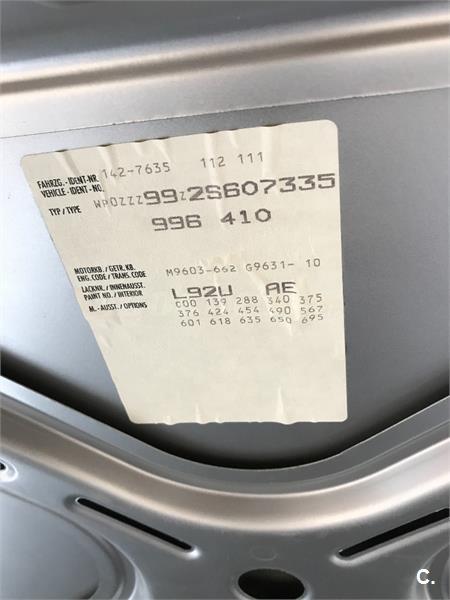 FAHRZG.-IDENT-NR. 142-7635 112 111
VEHICLE-IDENT-NO. WP0ZZZ99Z2S607335
TYP / TYPE 996 410
MOTORKB./GETR.KB. M9603-662 G9631- 10
ENG.CODE/TRANS.CODE
LACKNR./INNENAUSST. L92U AE
PAINT NO./INTERIOR
M.-AUSST./OPTIONS C00 139 288 340 375
376 424 454 490 567
601 618 635 650 695
C.